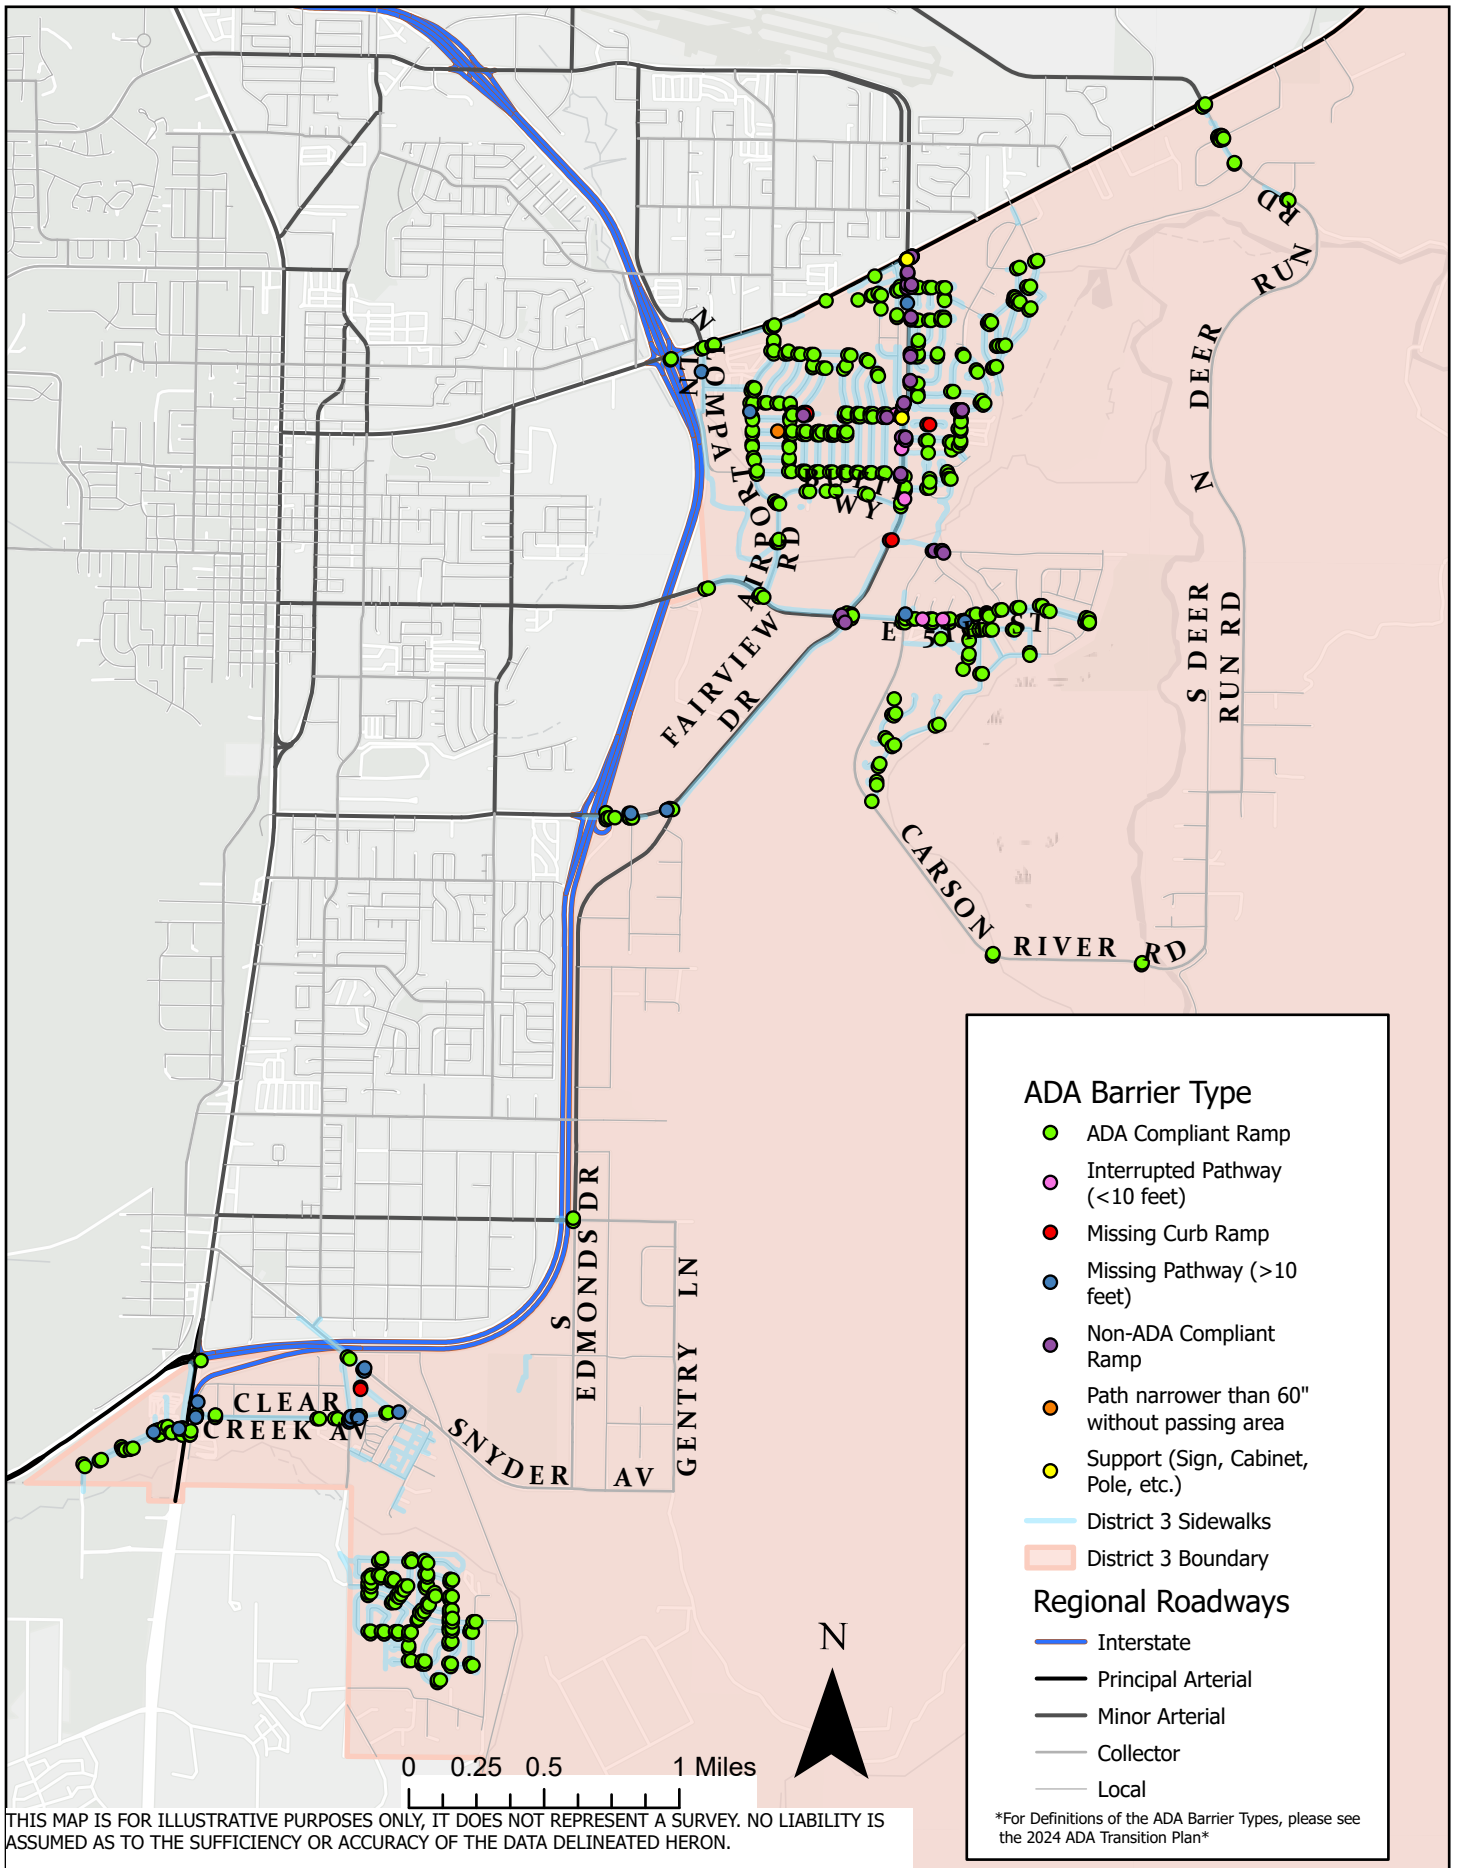 RD
RUN
DEER
N
N
LOMPA
LN
BUTTI
WY
AIRPORT
RD
FAIRVIEW
DR
E 5TH ST
S DEER
RUN RD
CARSON
RIVER RD
S
EDMONDS DR
GENTRY LN
CLEAR
CREEK AV
SNYDER AV
ADA Barrier Type
ADA Compliant Ramp
Interrupted Pathway
(<10 feet)
Missing Curb Ramp
Missing Pathway (>10
feet)
Non-ADA Compliant
Ramp
Path narrower than 60"
without passing area
Support (Sign, Cabinet,
Pole, etc.)
District 3 Sidewalks
District 3 Boundary
Regional Roadways
Interstate
Principal Arterial
Minor Arterial
Collector
Local
*For Definitions of the ADA Barrier Types, please see
the 2024 ADA Transition Plan*
N
0 0.25 0.5 1 Miles
THIS MAP IS FOR ILLUSTRATIVE PURPOSES ONLY, IT DOES NOT REPRESENT A SURVEY. NO LIABILITY IS
ASSUMED AS TO THE SUFFICIENCY OR ACCURACY OF THE DATA DELINEATED HERON.